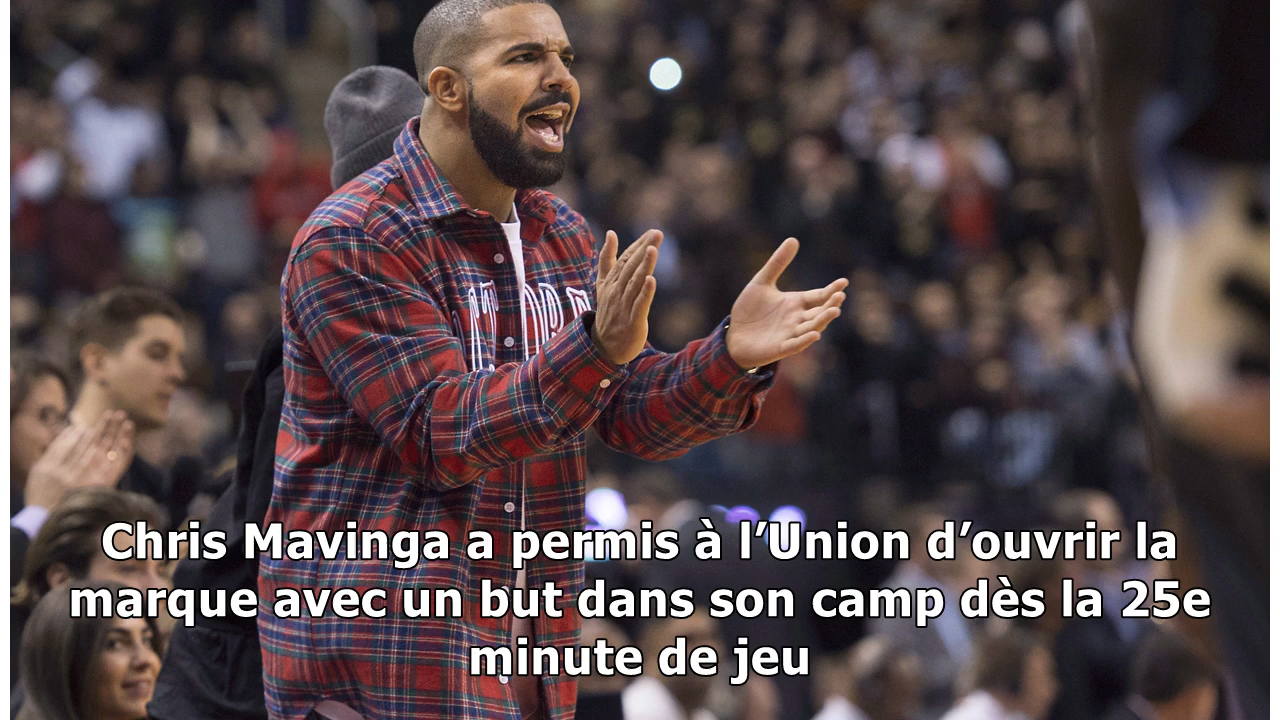 Chris Mavinga a permis à l’Union d’ouvrir la
marque avec un but dans son camp dès la 25e
minute de jeu